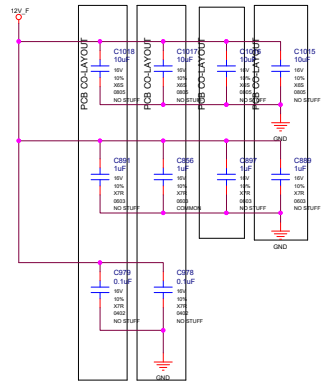 12V_F
PCB CO-LAYOUT
PCB CO-LAYOUT
PCB CO-LAYOUT
PCB CO-LAYOUT
C1018
10uF
16V
10%
X6S
0805
NO STUFF
C1017
10uF
16V
10%
X6S
0805
NO STUFF
C1016
10uF
16V
10%
X6S
0805
NO STUFF
C1015
10uF
16V
10%
X6S
0805
NO STUFF
GND
C891
1uF
16V
10%
X7R
0603
NO STUFF
C856
1uF
16V
10%
X7R
0603
COMMON
C897
1uF
16V
10%
X7R
0603
NO STUFF
C889
1uF
16V
10%
X7R
0603
NO STUFF
GND
C979
0.1uF
16V
10%
X7R
0402
NO STUFF
C978
0.1uF
16V
10%
X7R
0402
NO STUFF
GND